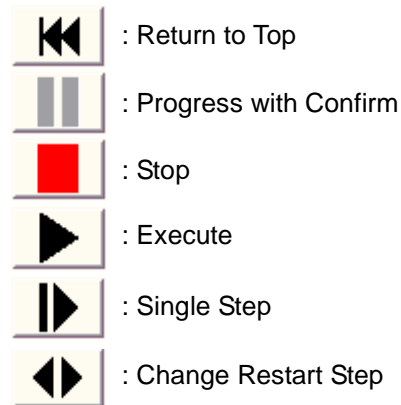 : Return to Top
: Progress with Confirm
: Stop
: Execute
: Single Step
: Change Restart Step